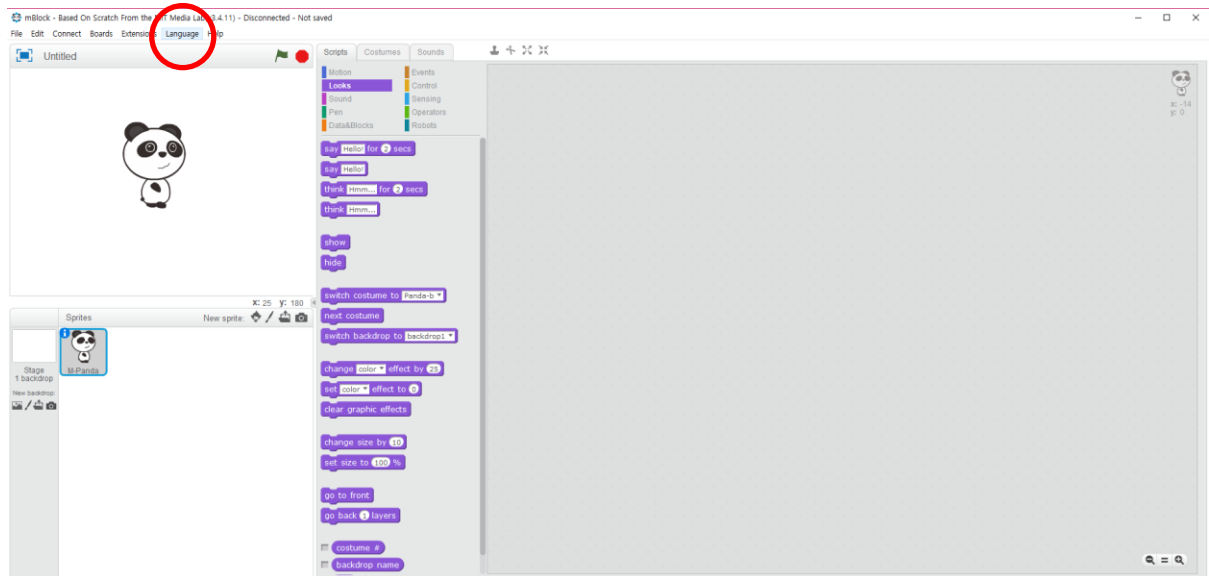 mBlock - Based On Scratch From the MIT Media Lab(v3.4.11) - Disconnected - Not saved
File Edit Connect Boards Extensions Language Help
Untitled
X: 25 y: 180
Sprites
New sprite:
Stage
1 backdrop
New backdrop:
M-Panda
Scripts Costumes Sounds
Motion Events
Looks Control
Sound Sensing
Pen Operators
Data&Blocks Robots
say Hello! for 2 secs
say Hello!
think Hmm... for 2 secs
think Hmm...
show
hide
switch costume to Panda-b
next costume
switch backdrop to backdrop1
change color effect by 25
set color effect to 0
clear graphic effects
change size by 10
set size to 100 %
go to front
go back 1 layers
costume #
backdrop name
x: -14
y: 0